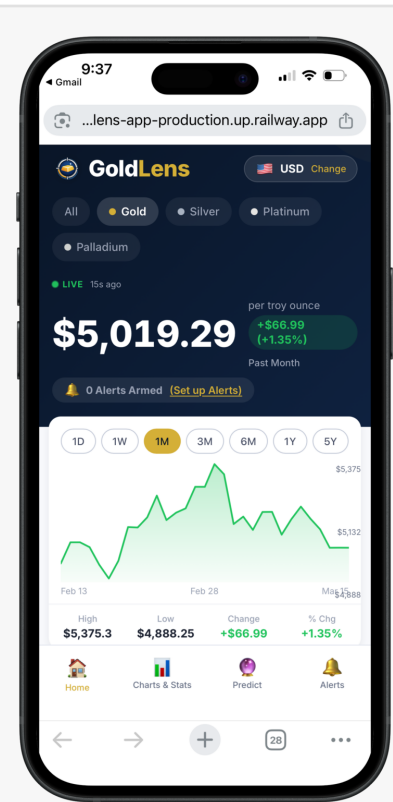 9:37
◀ Gmail
...lens-app-production.up.railway.app
GoldLens
USD Change
All
Gold
Silver
Platinum
Palladium
LIVE 15s ago
$5,019.29
per troy ounce
+$66.99
(+1.35%)
Past Month
0 Alerts Armed (Set up Alerts)
1D 1W 1M 3M 6M 1Y 5Y
$5,375
$5,132
$4,888
Feb 13 Feb 28 Mar 15
High Low Change % Chg
$5,375.3 $4,888.25 +$66.99 +1.35%
Home Charts & Stats Predict Alerts
28